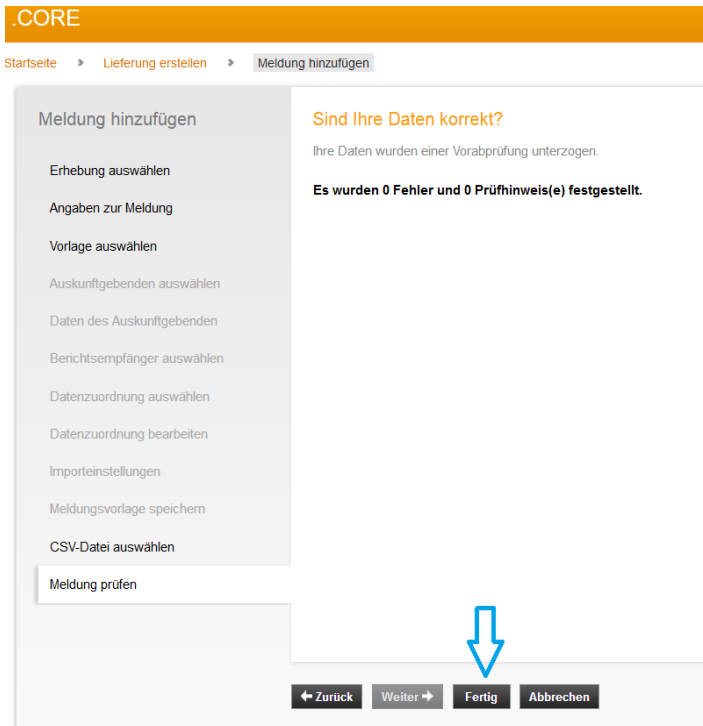 .CORE
Startseite
Lieferung erstellen
Meldung hinzufügen
Meldung hinzufügen
Erhebung auswählen
Angaben zur Meldung
Vorlage auswählen
Auskunftgebenden auswählen
Daten des Auskunftgebenden
Berichtsempfänger auswählen
Datenzuordnung auswählen
Datenzuordnung bearbeiten
Importeinstellungen
Meldungsvorlage speichern
CSV-Datei auswählen
Meldung prüfen
Sind Ihre Daten korrekt?
Ihre Daten wurden einer Vorabprüfung unterzogen.
Es wurden 0 Fehler und 0 Prüfhinweis(e) festgestellt.
Zurück
Weiter
Fertig
Abbrechen